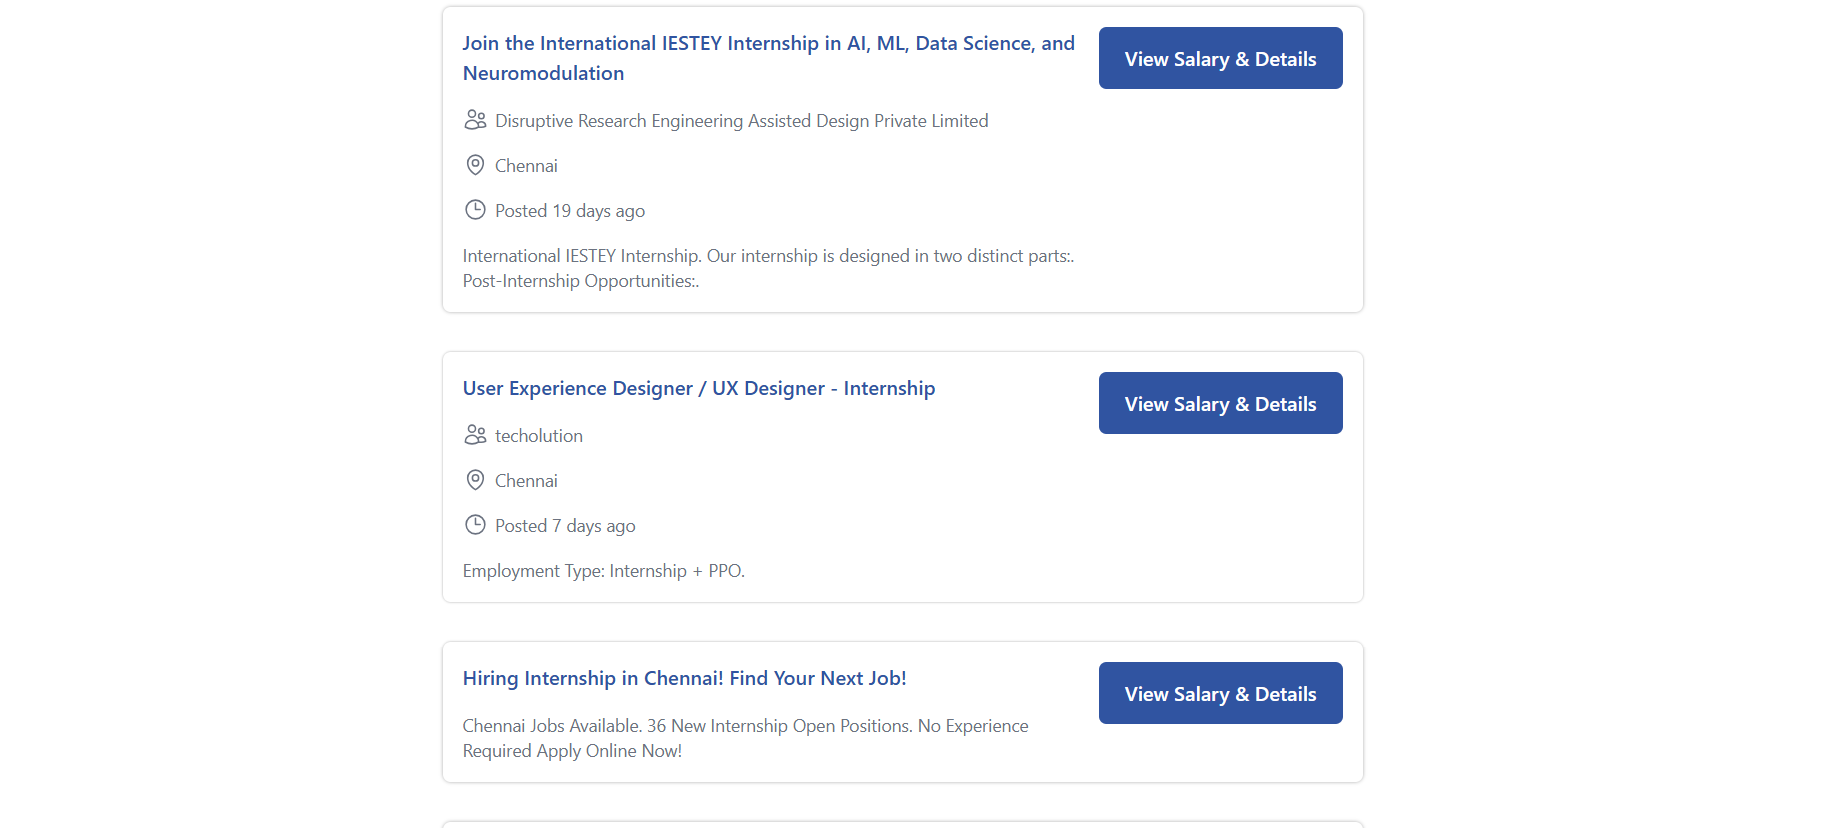 Join the International IESTEY Internship in AI, ML, Data Science, and
Neuromodulation
View Salary & Details
Disruptive Research Engineering Assisted Design Private Limited
Chennai
Posted 19 days ago
International IESTEY Internship. Our internship is designed in two distinct parts:.
Post-Internship Opportunities:.
User Experience Designer / UX Designer - Internship
View Salary & Details
techolution
Chennai
Posted 7 days ago
Employment Type: Internship + PPO.
Hiring Internship in Chennai! Find Your Next Job!
View Salary & Details
Chennai Jobs Available. 36 New Internship Open Positions. No Experience
Required Apply Online Now!